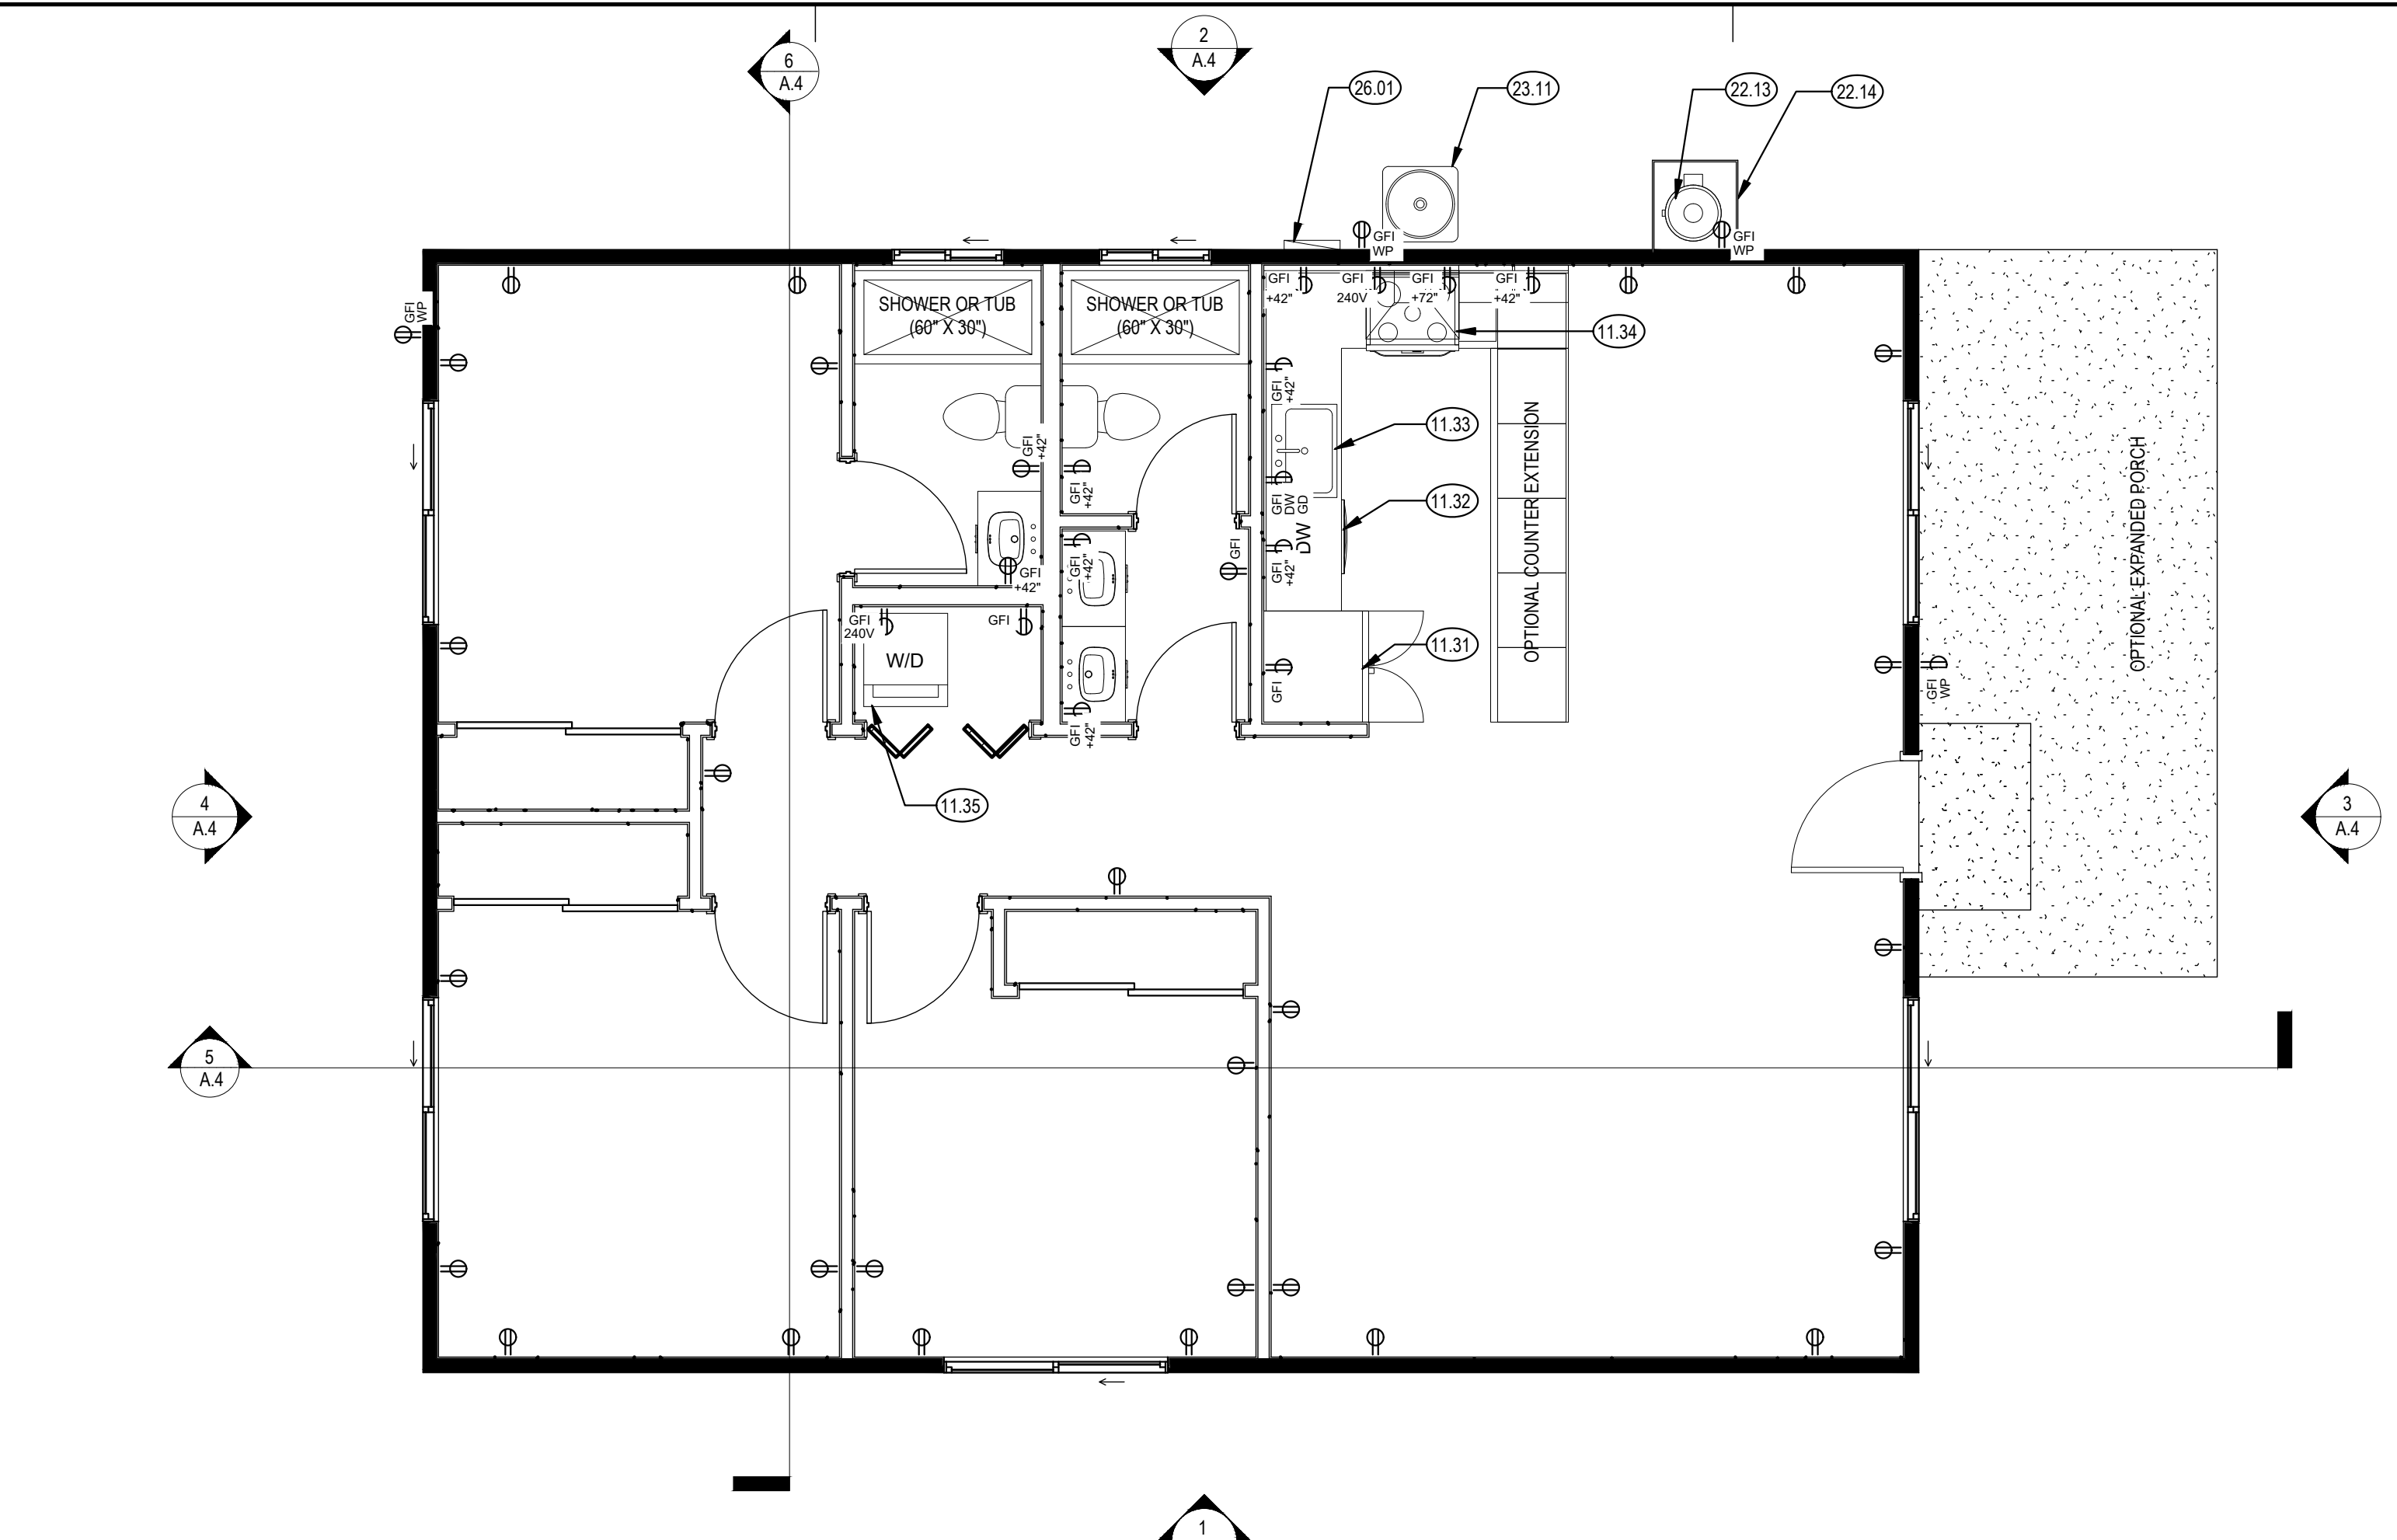 6
A.4
2
A.4
26.01
23.11
22.13
22.14
GFI
WP
GFI
WP
GFI
WP
SHOWER OR TUB
(60" X 30")
SHOWER OR TUB
(60" X 30")
GFI
+42"
GFI
240V
GFI
+72"
GFI
+42"
11.34
GFI
+42"
11.33
GFI
+42"
GFI
+42"
GFI
DW
GD
11.32
DW
OPTIONAL COUNTER EXTENSION
OPTIONAL EXPANDED PORCH
GFI
GFI
+42"
GFI
+42"
GFI
+42"
GFI
240V
GFI
W/D
11.31
GFI
GFI
WP
GFI
+42"
11.35
4
A.4
3
A.4
5
A.4
1